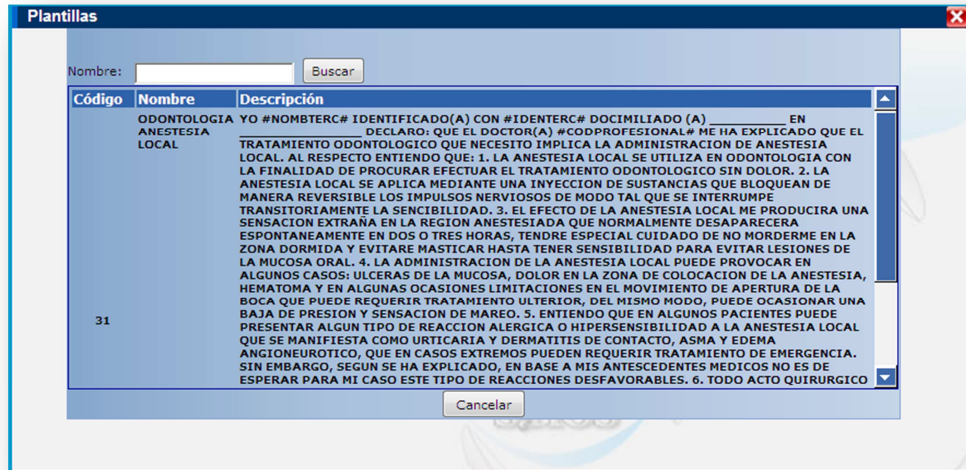 Plantillas
Nombre:
Buscar
Código Nombre Descripción
ODONTOLOGIA ANESTESIA LOCAL
YO #NOMBTERC# IDENTIFICADO(A) CON #IDENTERC# DOCIMILIADO (A) __________ EN
________________ DECLARO: QUE EL DOCTOR(A) #CODPROFESIONAL# ME HA EXPLICADO QUE EL
TRATAMIENTO ODONTOLOGICO QUE NECESITO IMPLICA LA ADMINISTRACION DE ANESTESIA
LOCAL. AL RESPECTO ENTIENDO QUE: 1. LA ANESTESIA LOCAL SE UTILIZA EN ODONTOLOGIA CON
LA FINALIDAD DE PROCURAR EFECTUAR EL TRATAMIENTO ODONTOLOGICO SIN DOLOR. 2. LA
ANESTESIA LOCAL SE APLICA MEDIANTE UNA INYECCION DE SUSTANCIAS QUE BLOQUEAN DE
MANERA REVERSIBLE LOS IMPULSOS NERVIOSOS DE MODO TAL QUE SE INTERRUMPE
TRANSITORIAMENTE LA SENCIBILIDAD. 3. EL EFECTO DE LA ANESTESIA LOCAL ME PRODUCIRA UNA
SENSACION EXTRAÑA EN LA REGION ANESTESIADA QUE NORMALMENTE DESAPARECERA
ESPONTANEAMENTE EN DOS O TRES HORAS, TENDRE ESPECIAL CUIDADO DE NO MORDERME EN LA
ZONA DORMIDA Y EVITARE MASTICAR HASTA TENER SENSIBILIDAD PARA EVITAR LESIONES DE
LA MUCOSA ORAL. 4. LA ADMINISTRACION DE LA ANESTESIA LOCAL PUEDE PROVOCAR EN
ALGUNOS CASOS: ULCERAS DE LA MUCOSA, DOLOR EN LA ZONA DE COLOCACION DE LA ANESTESIA,
HEMATOMA Y EN ALGUNAS OCASIONES LIMITACIONES EN EL MOVIMIENTO DE APERTURA DE LA
BOCA QUE PUEDE REQUERIR TRATAMIENTO ULTERIOR, DEL MISMO MODO, PUEDE OCASIONAR UNA
BAJA DE PRESION Y SENSACION DE MAREO. 5. ENTIENDO QUE EN ALGUNOS PACIENTES PUEDE
31
PRESENTAR ALGUN TIPO DE REACCION ALERGICA O HIPERSENSIBILIDAD A LA ANESTESIA LOCAL
QUE SE MANIFIESTA COMO URTICARIA Y DERMATITIS DE CONTACTO, ASMA Y EDEMA
ANGIONEUROTICO, QUE EN CASOS EXTREMOS PUEDEN REQUERIR TRATAMIENTO DE EMERGENCIA.
SIN EMBARGO, SEGUN SE HA EXPLICADO, EN BASE A MIS ANTESCEDENTES MEDICOS NO ES DE
ESPERAR PARA MI CASO ESTE TIPO DE REACCIONES DESFAVORABLES. 6. TODO ACTO QUIRURGICO
Cancelar